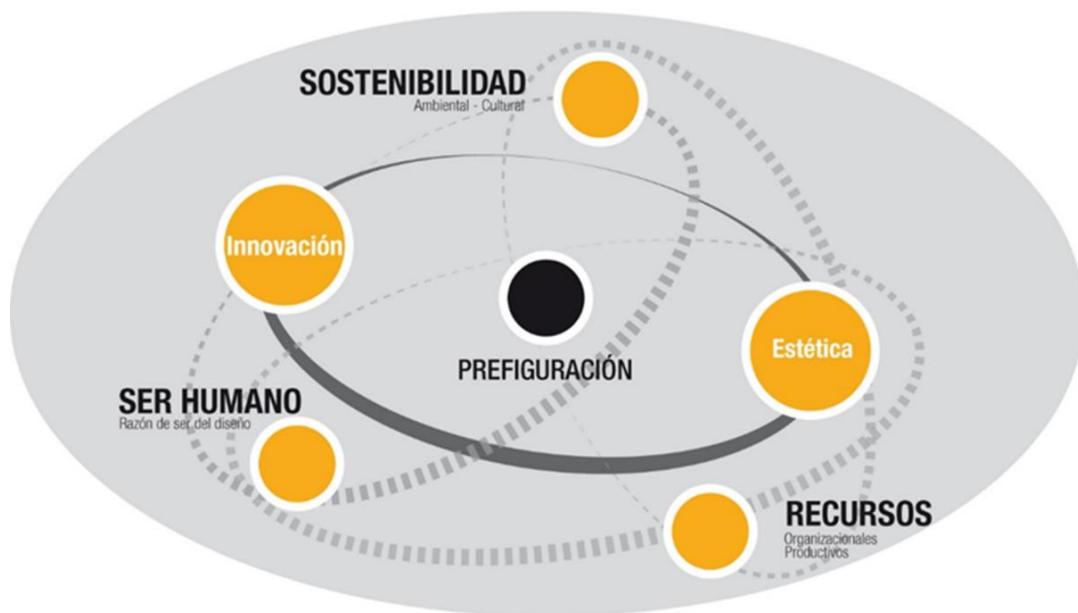 SOSTENIBILIDAD
Ambiental - Cultural
Innovación
PREFIGURACIÓN
Estética
SER HUMANO
Razón de ser del diseño
RECURSOS
Organizacionales
Productivos